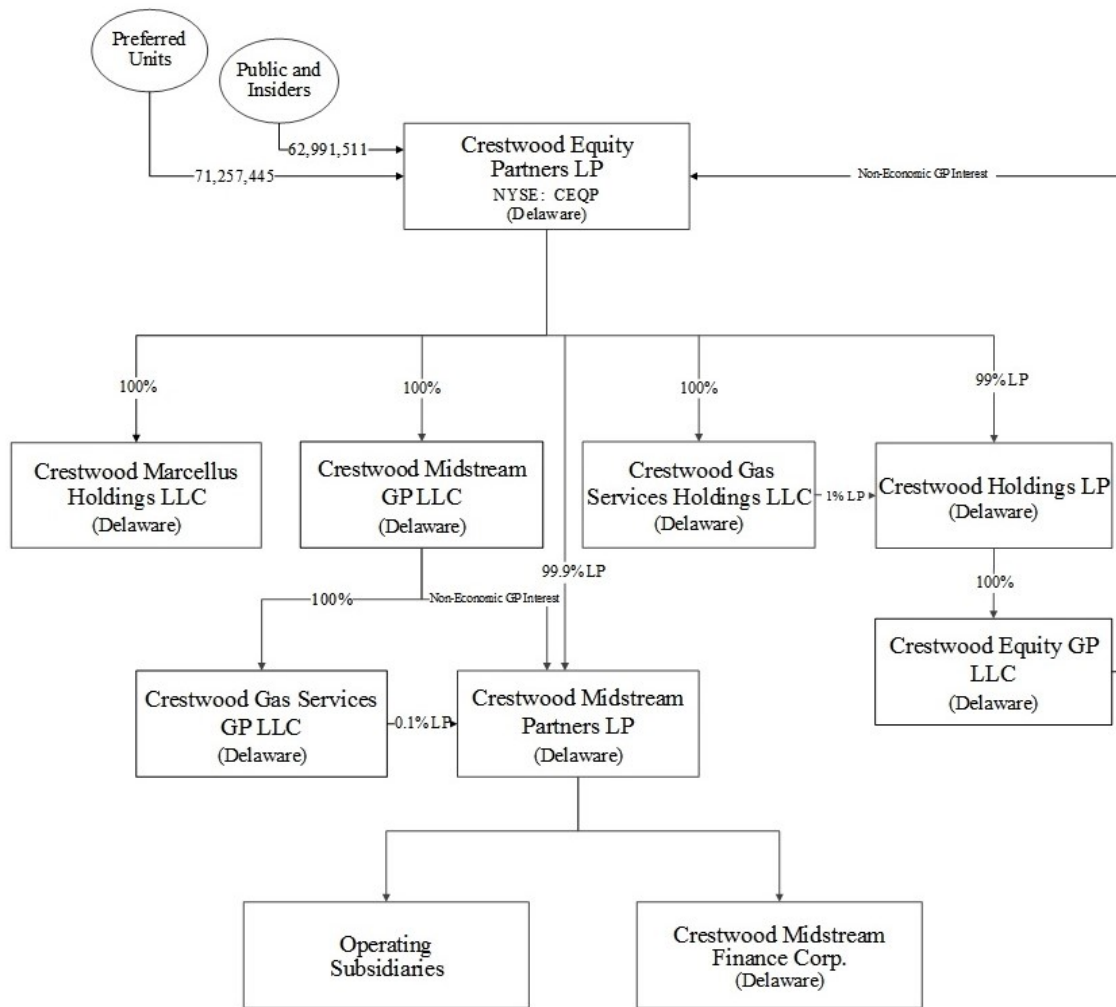 Preferred
Units
Public and
Insiders
62,991,511
71,257,445
Crestwood Equity
Partners LP
NYSE: CEQP
(Delaware)
Non-Economic GP Interest
100%
100%
100%
99% LP
Crestwood Marcellus
Holdings LLC
(Delaware)
Crestwood Midstream
GP LLC
(Delaware)
Crestwood Gas
Services Holdings LLC
(Delaware)
1% LP
Crestwood Holdings LP
(Delaware)
99.9% LP
100%
Non-Economic GP Interest
100%
Crestwood Gas Services
GP LLC
(Delaware)
0.1% LP
Crestwood Midstream
Partners LP
(Delaware)
Crestwood Equity GP
LLC
(Delaware)
Operating
Subsidiaries
Crestwood Midstream
Finance Corp.
(Delaware)